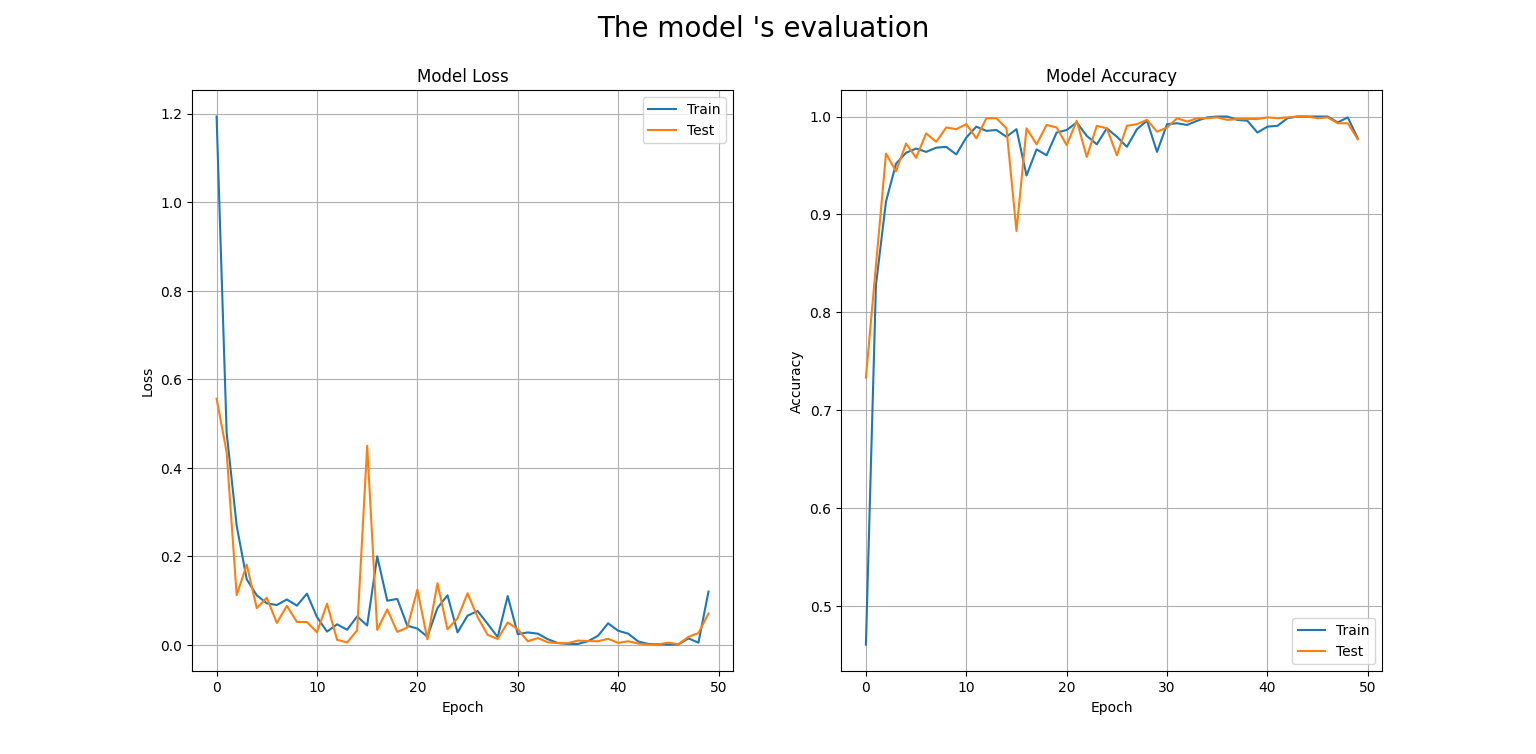 The model 's evaluation
Model Loss
1.2
1.0
0.8
0.6
0.4
0.2
0.0
Loss
0 10 20 30 40 50
Epoch
Train
Test
Model Accuracy
1.0
0.9
0.8
0.7
0.6
0.5
Accuracy
0 10 20 30 40 50
Epoch
Train
Test